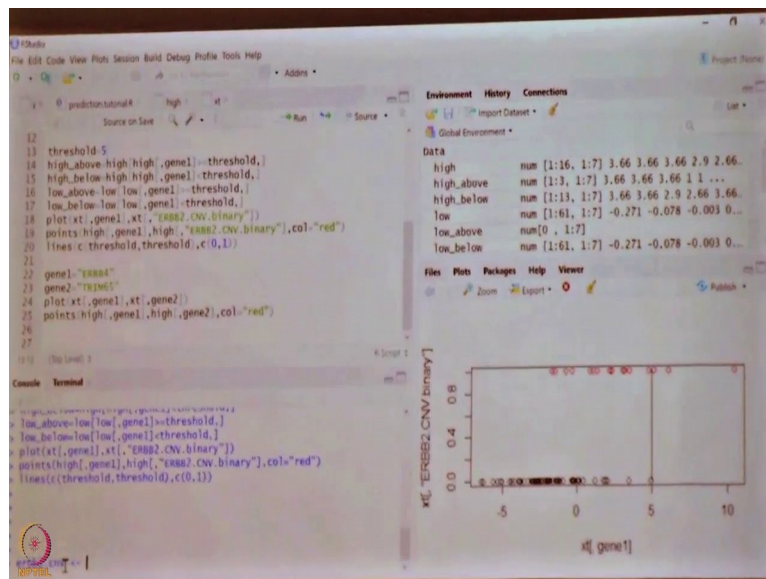 RStudio
File Edit Code View Plots Session Build Debug Profile Tools Help
Addins
Project: (None)
prediction.tutorial.R high xt
Source on Save Run Source
12
13 threshold=5
14 high_above=high[high[,gene1]>=threshold,]
15 high_below=high[high[,gene1]<threshold,]
16 low_above=low[low[,gene1]>=threshold,]
17 low_below=low[low[,gene1]<threshold,]
18 plot(xt[,gene1],xt[,"ERBB2.CNV.binary"])
19 points(high[,gene1],high[,"ERBB2.CNV.binary"],col="red")
20 lines(c(threshold,threshold),c(0,1))
21
22 gene1="ERBB4"
23 gene2="TRIM65"
24 plot(xt[,gene1],xt[,gene2])
25 points(high[,gene1],high[,gene2],col="red")
26
27
(Top Level) R Script
Console Terminal
> low_above=low[low[,gene1]>=threshold,]
> low_below=low[low[,gene1]<threshold,]
> plot(xt[,gene1],xt[,"ERBB2.CNV.binary"])
> points(high[,gene1],high[,"ERBB2.CNV.binary"],col="red")
> lines(c(threshold,threshold),c(0,1))
NPTEL
Environment History Connections
Import Dataset List
Global Environment
Data
high num [1:16, 1:7] 3.66 3.66 3.66 2.9 2.66..
high_above num [1:3, 1:7] 3.66 3.66 3.66 1 1 ...
high_below num [1:13, 1:7] 3.66 3.66 2.9 2.66 3.66..
low num [1:61, 1:7] -0.271 -0.078 -0.003 0..
low_above num[0 , 1:7]
low_below num [1:61, 1:7] -0.271 -0.078 -0.003 0..
Files Plots Packages Help Viewer
Zoom Export Publish
xt[, "ERBB2.CNV.binary"]
0.8
0.4
0.0
-5 0 5 10
xt[, gene1]